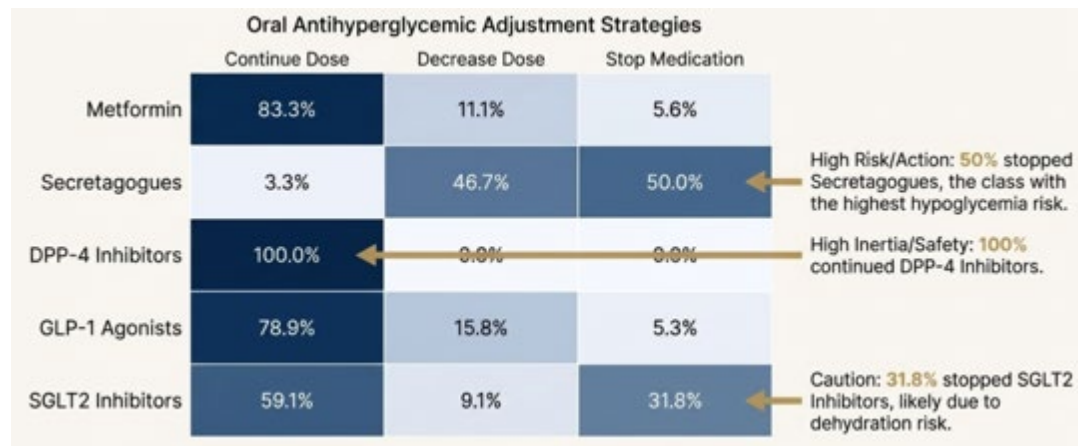 Oral Antihyperglycemic Adjustment Strategies
Continue Dose Decrease Dose Stop Medication
Metformin 83.3% 11.1% 5.6%
Secretagogues 3.3% 46.7% 50.0%
High Risk/Action: 50% stopped
Secretagogues, the class with
the highest hypoglycemia risk.
DPP-4 Inhibitors 100.0% 0.0% 0.0%
High Inertia/Safety: 100%
continued DPP-4 Inhibitors.
GLP-1 Agonists 78.9% 15.8% 5.3%
SGLT2 Inhibitors 59.1% 9.1% 31.8%
Caution: 31.8% stopped SGLT2
Inhibitors, likely due to
dehydration risk.